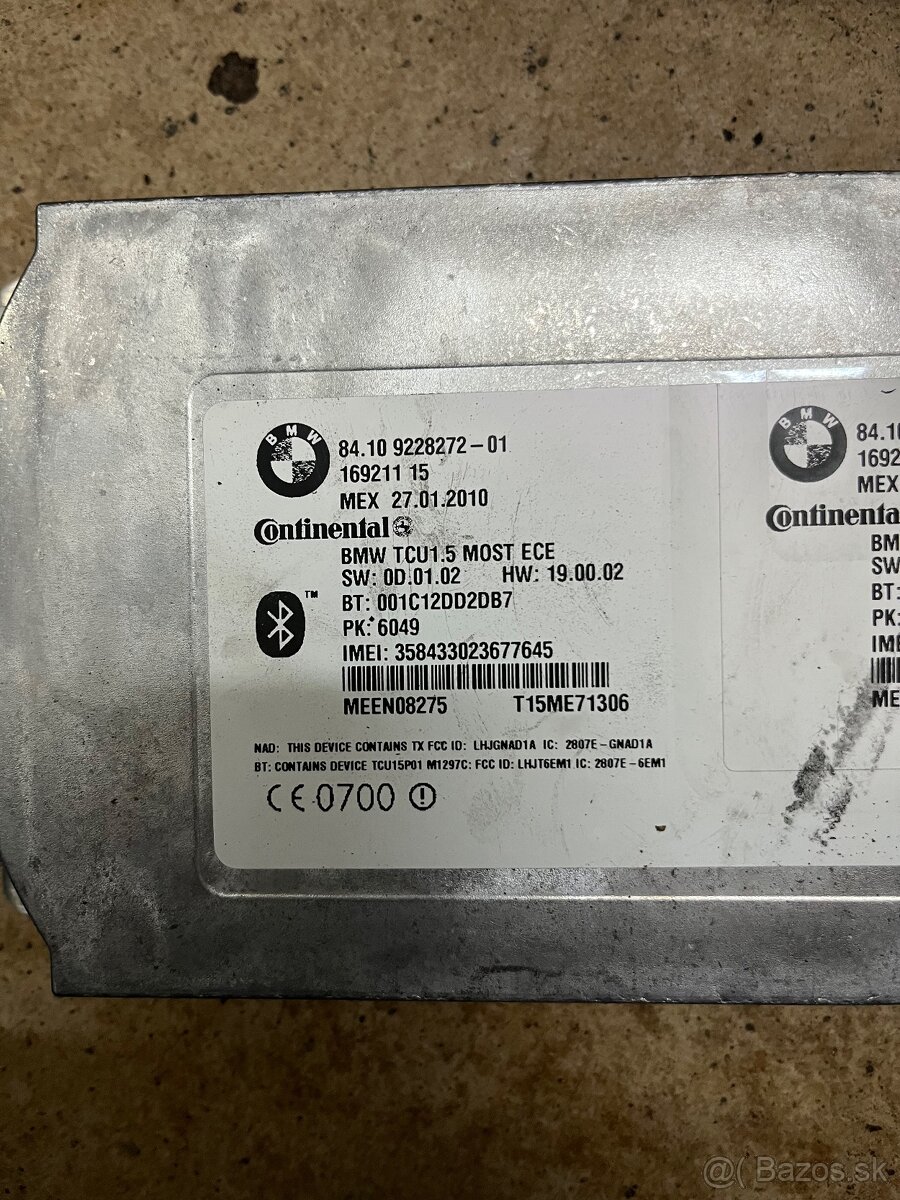 BMW
84.10 9228272-01
169211 15
MEX 27.01.2010
Continental
BMW TCU1.5 MOST ECE
SW: 0D.01.02 HW: 19.00.02
™
BT: 001C12DD2DB7
PK: 6049
IMEI: 358433023677645
MEEN08275 T15ME71306
NAD: THIS DEVICE CONTAINS TX FCC ID: LHJGNAD1A IC: 2807E-GNAD1A
BT: CONTAINS DEVICE TCU15P01 M1297C: FCC ID: LHJT6EM1 IC: 2807E-6EM1
CE 0700
BMW
84.10
1692
MEX
Continenta
BM
SW
BT:
PK:
IME
ME
@( Bazos.sk